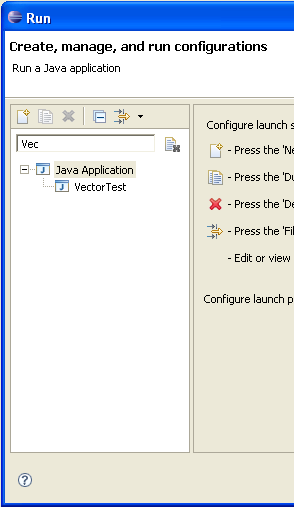 Run
Create, manage, and run configurations
Run a Java application
Vec
Java Application
VectorTest
Configure launch s
- Press the 'Ne
- Press the 'Du
- Press the 'De
- Press the 'Fil
- Edit or view
Configure launch p